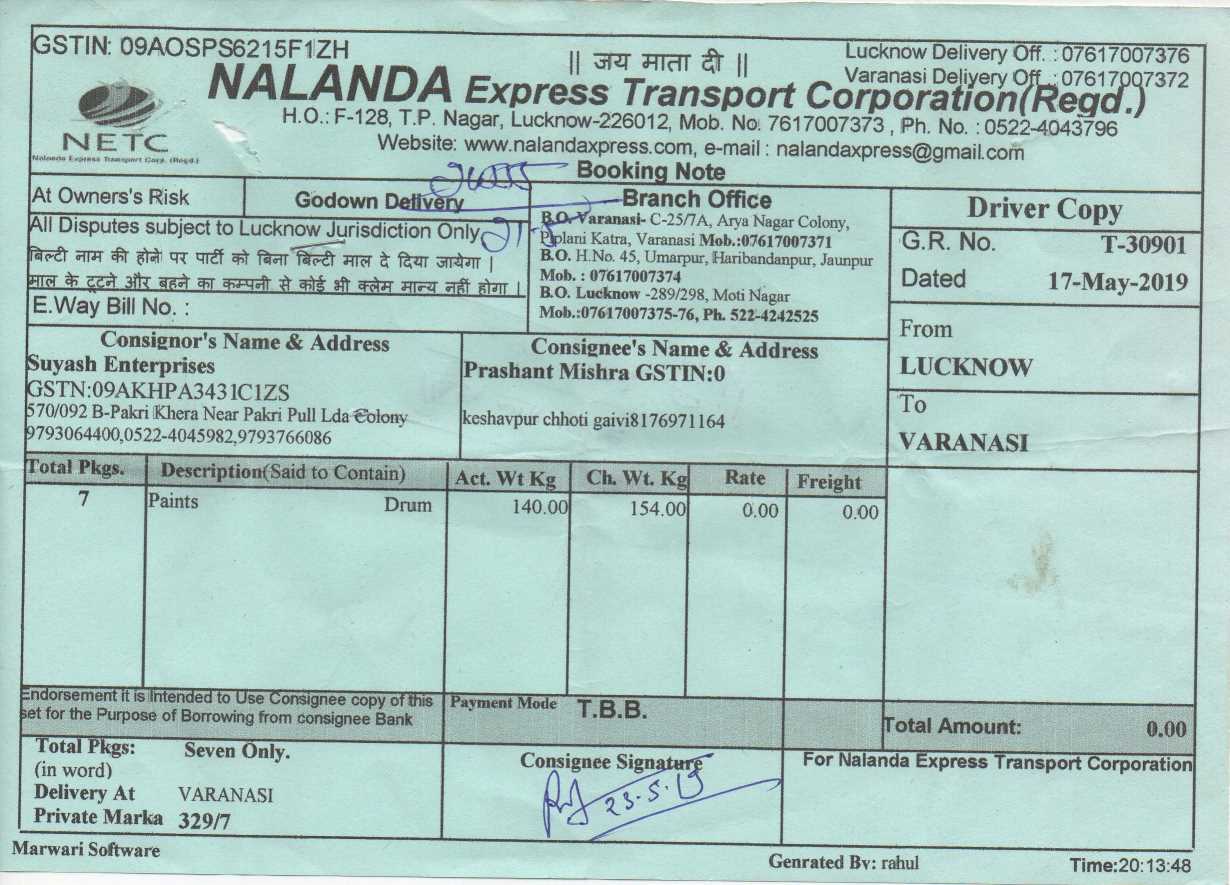 GSTIN: 09AOSPS6215F1ZH
|| जय माता दी ||
Lucknow Delivery Off. : 07617007376
Varanasi Deliyery Off. : 07617007372
NETC
Nalanda Express Transport Corp. (Regd.)
NALANDA Express Transport Corporation(Regd.)
H.O.: F-128, T.P. Nagar, Lucknow-226012, Mob. No. 7617007373 , Ph. No. : 0522-4043796
Website: www.nalandaxpress.com, e-mail : nalandaxpress@gmail.com
Booking Note
At Owners's Risk
Godown Delivery
All Disputes subject to Lucknow Jurisdiction Only
बिल्टी नाम की होने पर पार्टी को बिना बिल्टी माल दे दिया जायेगा |
माल के टूटने और बहने का कम्पनी से कोई भी क्लेम मान्य नहीं होगा |
E.Way Bill No. :
Branch Office
B.O. Varanasi- C-25/7A, Arya Nagar Colony,
Piplani Katra, Varanasi Mob.:07617007371
B.O. H.No. 45, Umarpur, Haribandanpur, Jaunpur
Mob. : 07617007374
B.O. Lucknow -289/298, Moti Nagar
Mob.:07617007375-76, Ph. 522-4242525
Driver Copy
G.R. No. T-30901
Dated 17-May-2019
From
LUCKNOW
To
VARANASI
Consignor's Name & Address
Suyash Enterprises
GSTN:09AKHPA3431C1ZS
570/092 B-Pakri Khera Near Pakri Pull Lda Colony
9793064400,0522-4045982,9793766086
Consignee's Name & Address
Prashant Mishra GSTIN:0
keshavpur chhoti gaivi8176971164
Total Pkgs. Description(Said to Contain) Act. Wt Kg Ch. Wt. Kg Rate Freight
7 Paints Drum 140.00 154.00 0.00 0.00
Endorsement it is Intended to Use Consignee copy of this
set for the Purpose of Borrowing from consignee Bank
Payment Mode T.B.B.
Total Amount: 0.00
Total Pkgs: Seven Only.
(in word)
Delivery At VARANASI
Private Marka 329/7
Consignee Signature
23-5-19
For Nalanda Express Transport Corporation
Marwari Software
Genrated By: rahul
Time:20:13:48